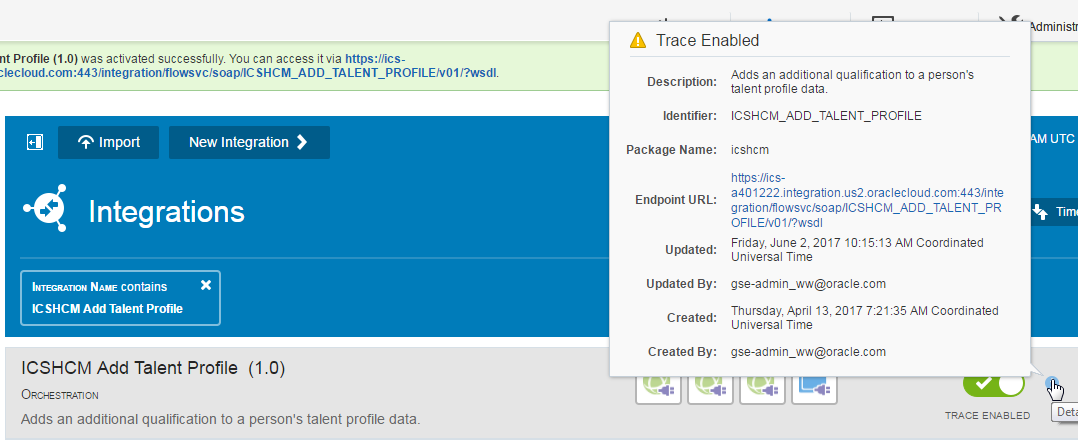 nt Profile (1.0) was activated successfully. You can access it via https://ics-
clecloud.com:443/integration/flowsvc/soap/ICSHCM_ADD_TALENT_PROFILE/v01/?wsdl.
Administr
Trace Enabled
Description: Adds an additional qualification to a person's
talent profile data.
Identifier: ICSHCM_ADD_TALENT_PROFILE
Package Name: icshcm
Endpoint URL: https://ics-
a401222.integration.us2.oraclecloud.com:443/inte
gration/flowsvc/soap/ICSHCM_ADD_TALENT_PR
OFILE/v01/?wsdl
Updated: Friday, June 2, 2017 10:15:13 AM Coordinated
Universal Time
Updated By: gse-admin_ww@oracle.com
Created: Thursday, April 13, 2017 7:21:35 AM Coordinated
Universal Time
Created By: gse-admin_ww@oracle.com
Import
New Integration
AM UTC
Integrations
Time
INTEGRATION NAME contains
ICSHCM Add Talent Profile
ICSHCM Add Talent Profile (1.0)
ORCHESTRATION
Adds an additional qualification to a person's talent profile data.
TRACE ENABLED
Deta